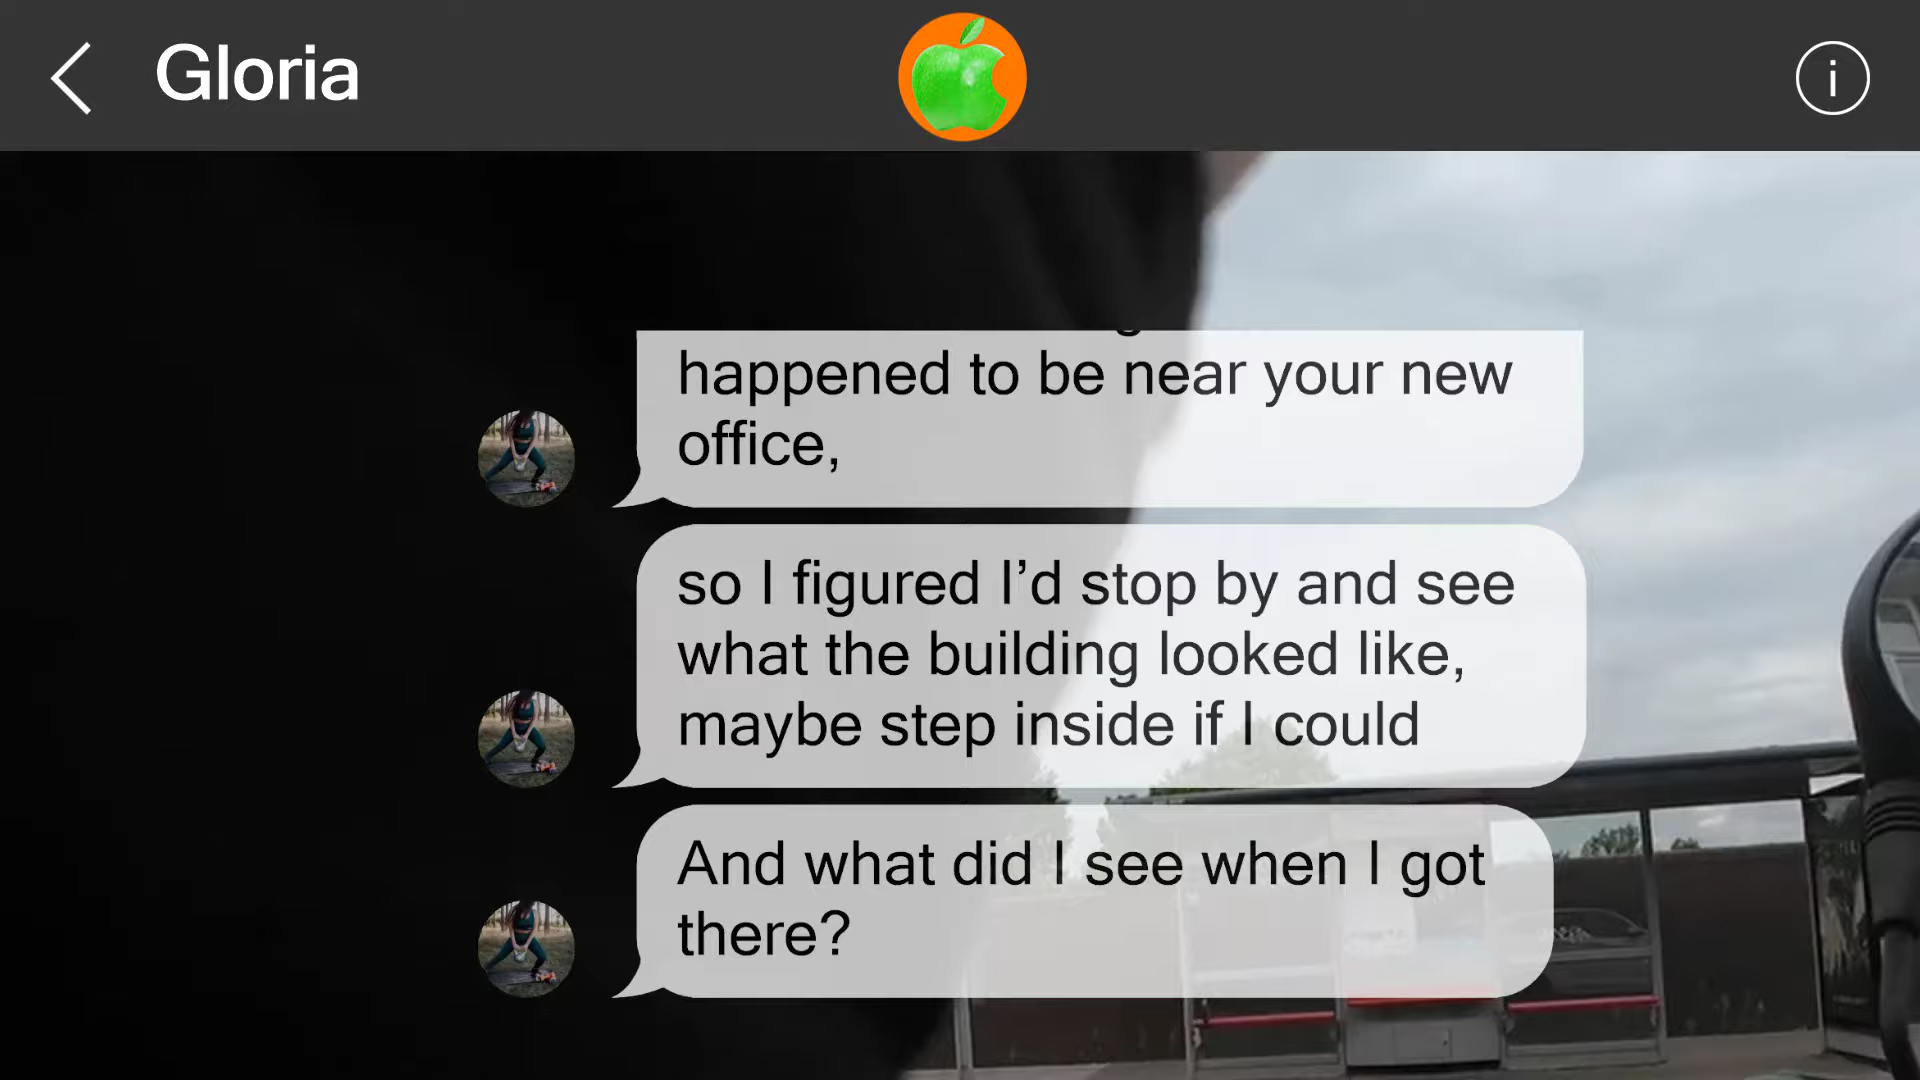 Gloria
happened to be near your new
office,
so I figured I’d stop by and see
what the building looked like,
maybe step inside if I could
And what did I see when I got
there?